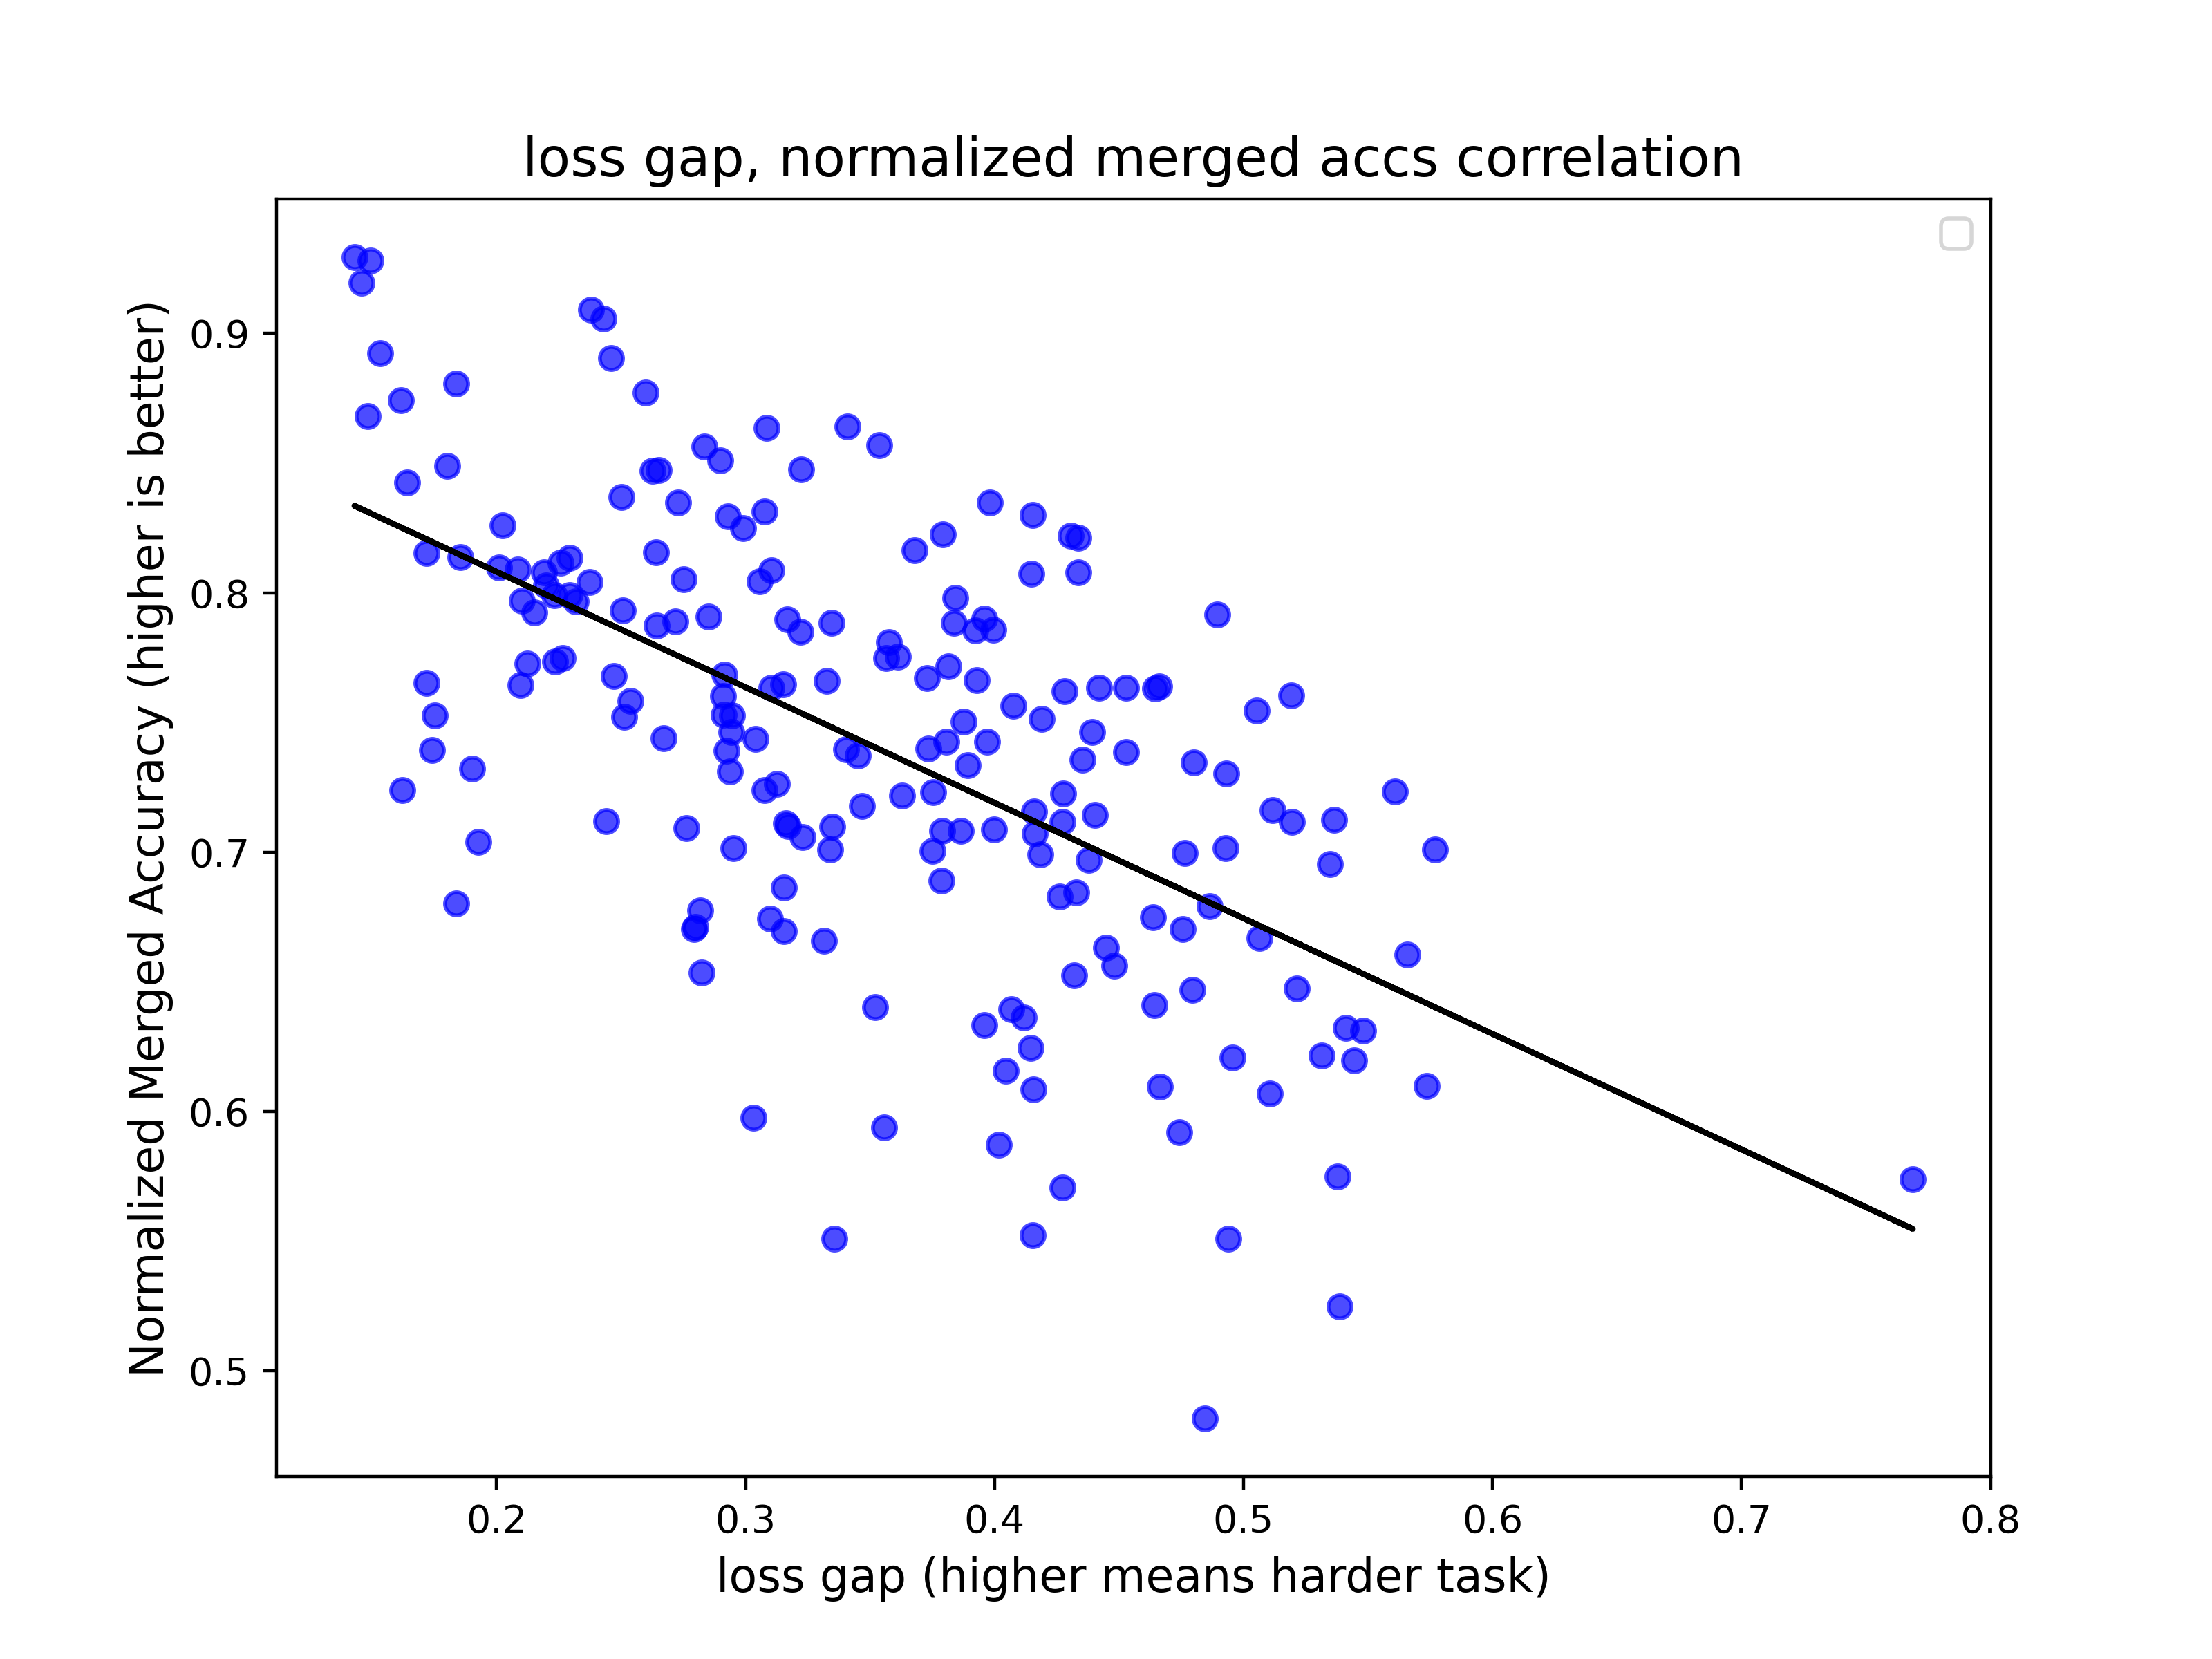 loss gap, normalized merged accs correlation
Normalized Merged Accuracy (higher is better)
0.9
0.8
0.7
0.6
0.5
0.2 0.3 0.4 0.5 0.6 0.7 0.8
loss gap (higher means harder task)